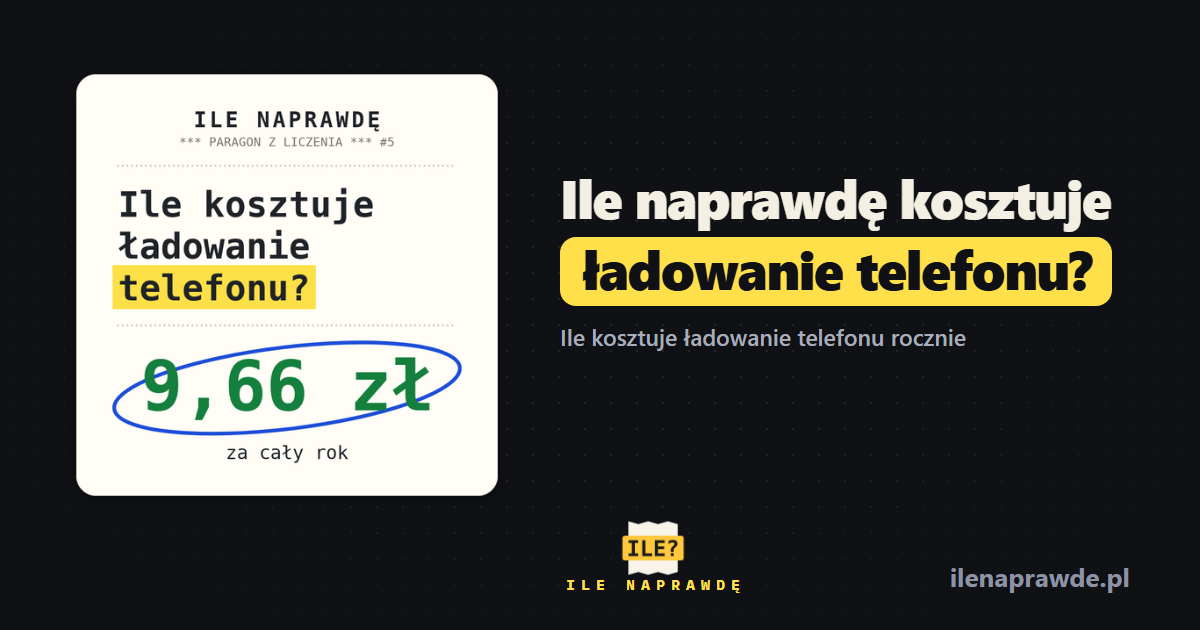 ILE NAPRAWDĘ
*** PARAGON Z LICZENIA *** #5
Ile kosztuje
ładowanie
telefonu?
9,66 zł
za cały rok
Ile naprawdę kosztuje
ładowanie telefonu?
Ile kosztuje ładowanie telefonu rocznie
ILE?
ILE NAPRAWDĘ
ilenaprawde.pl